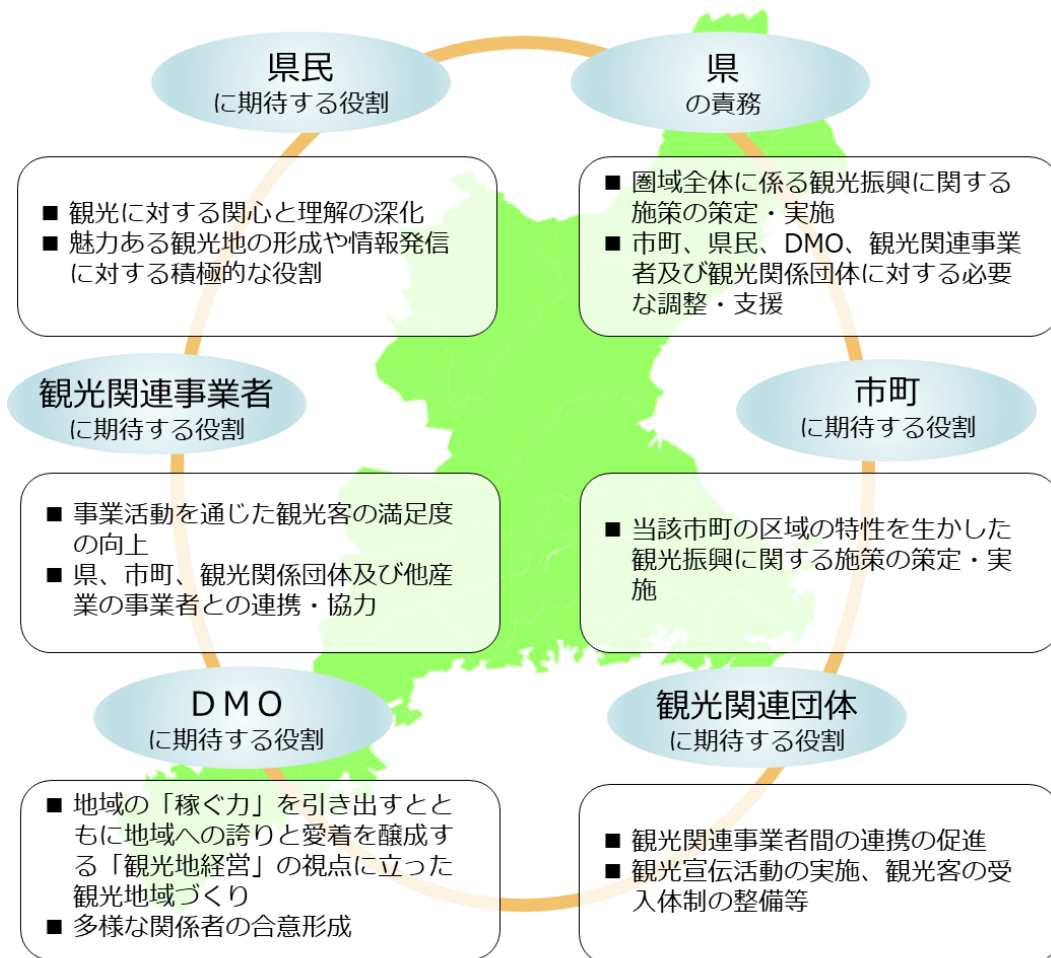 県民
に期待する役割
■ 観光に対する関心と理解の深化
■ 魅力ある観光地の形成や情報発信
に対する積極的な役割
県
の責務
■ 圏域全体に係る観光振興に関する
施策の策定・実施
■ 市町、県民、DMO、観光関連事業
者及び観光関係団体に対する必要
な調整・支援
観光関連事業者
に期待する役割
■ 事業活動を通じた観光客の満足度
の向上
■ 県、市町、観光関係団体及び他産
業の事業者との連携・協力
市町
に期待する役割
■ 当該市町の区域の特性を生かした
観光振興に関する施策の策定・実
施
DMO
に期待する役割
■ 地域の「稼ぐ力」を引き出すとと
もに地域への誇りと愛着を醸成す
る「観光地経営」の視点に立った
観光地域づくり
■ 多様な関係者の合意形成
観光関連団体
に期待する役割
■ 観光関連事業者間の連携の促進
■ 観光宣伝活動の実施、観光客の受
入体制の整備等